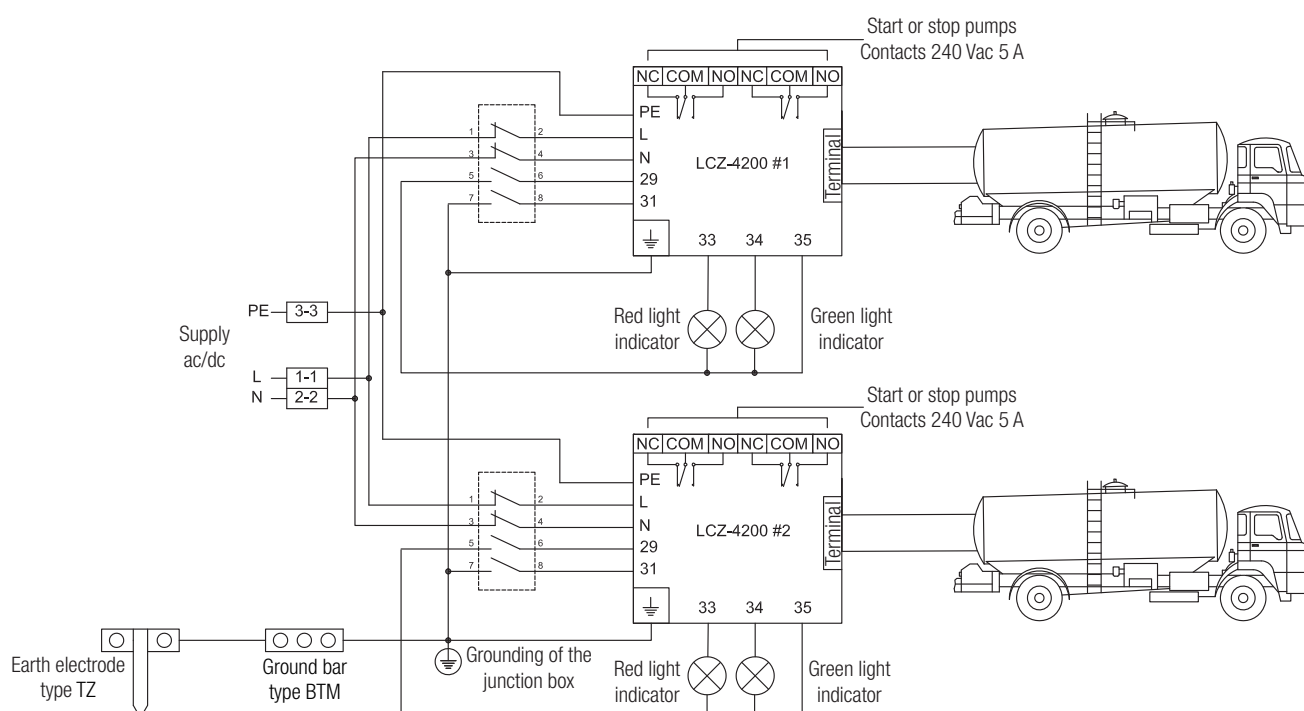 Start or stop pumps
Contacts 240 Vac 5 A
NC COM NO NC COM NO
PE
1 2 L
3 4 N
5 6 29
7 8 31
LCZ-4200 #1
Terminal
33 34 35
Red light
indicator
Green light
indicator
PE 3-3
Supply
ac/dc
L 1-1
N 2-2
Start or stop pumps
Contacts 240 Vac 5 A
NC COM NO NC COM NO
PE
1 2 L
3 4 N
5 6 29
7 8 31
LCZ-4200 #2
Terminal
33 34 35
Earth electrode
type TZ
Ground bar
type BTM
Grounding of the
junction box
Red light
indicator
Green light
indicator